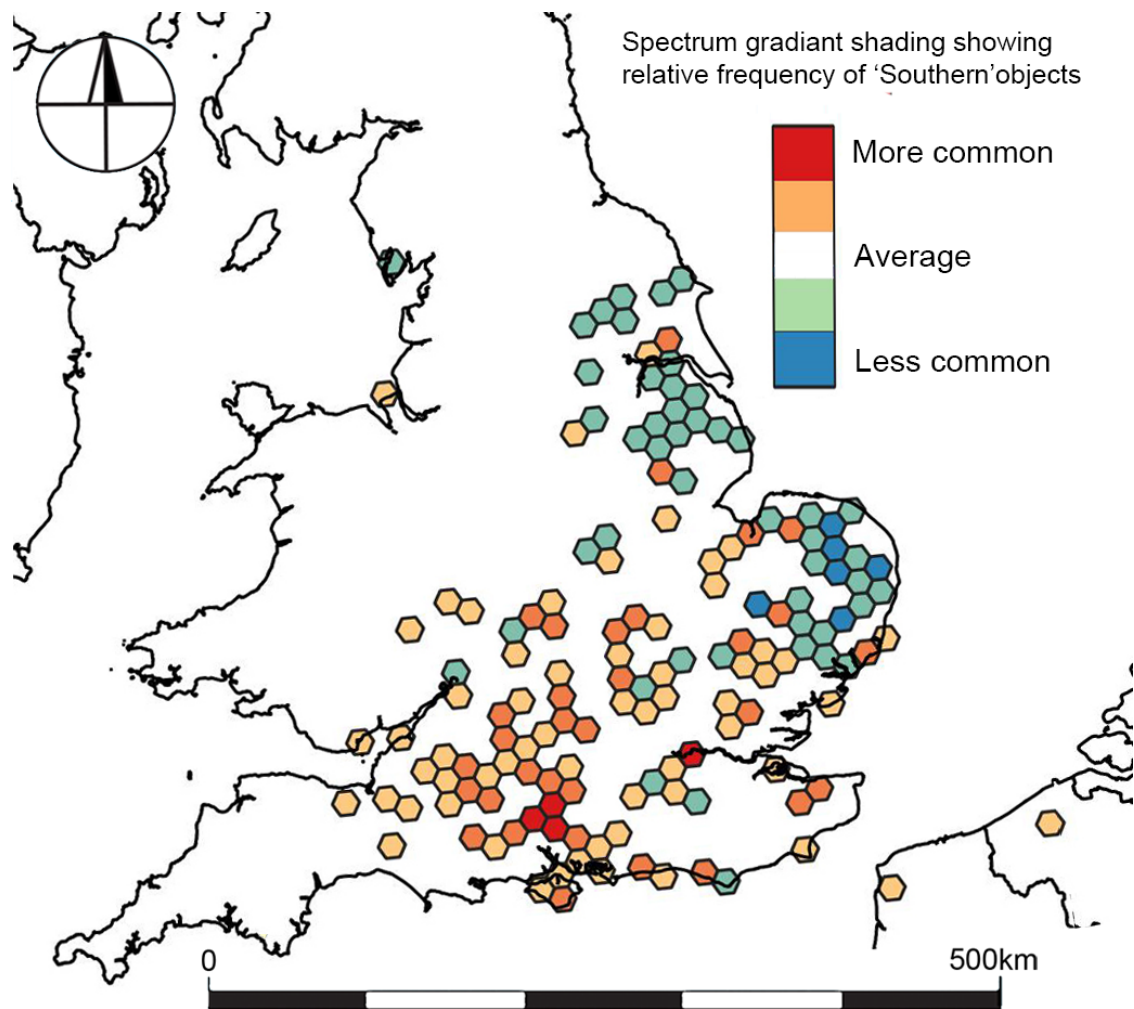 Spectrum gradiant shading showing
relative frequency of ‘Southern’objects
More common
Average
Less common
0
500km